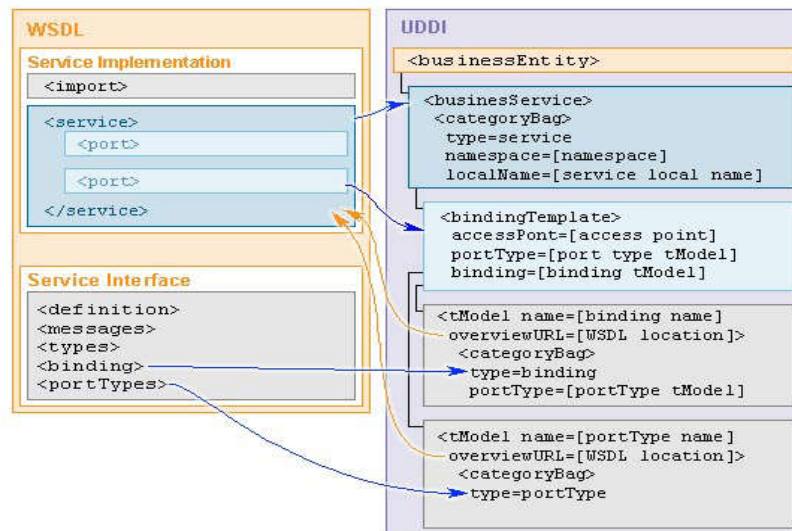 WSDL
Service Implementation
<import>
<service>
<port>
<port>
</service>
Service Interface
<definition>
<messages>
<types>
<binding>
<portTypes>
UDDI
<businessEntity>
<businesService>
<categoryBag>
type=service
namespace=[namespace]
localName=[service local name]
<bindingTemplate>
accessPont=[access point]
portType=[port type tModel]
binding=[binding tModel]
<tModel name=[binding name]
overviewURL=[WSDL location]>
<categoryBag>
type=binding
portType=[portType tModel]
<tModel name=[portType name]
overviewURL=[WSDL location]>
<categoryBag>
type=portType